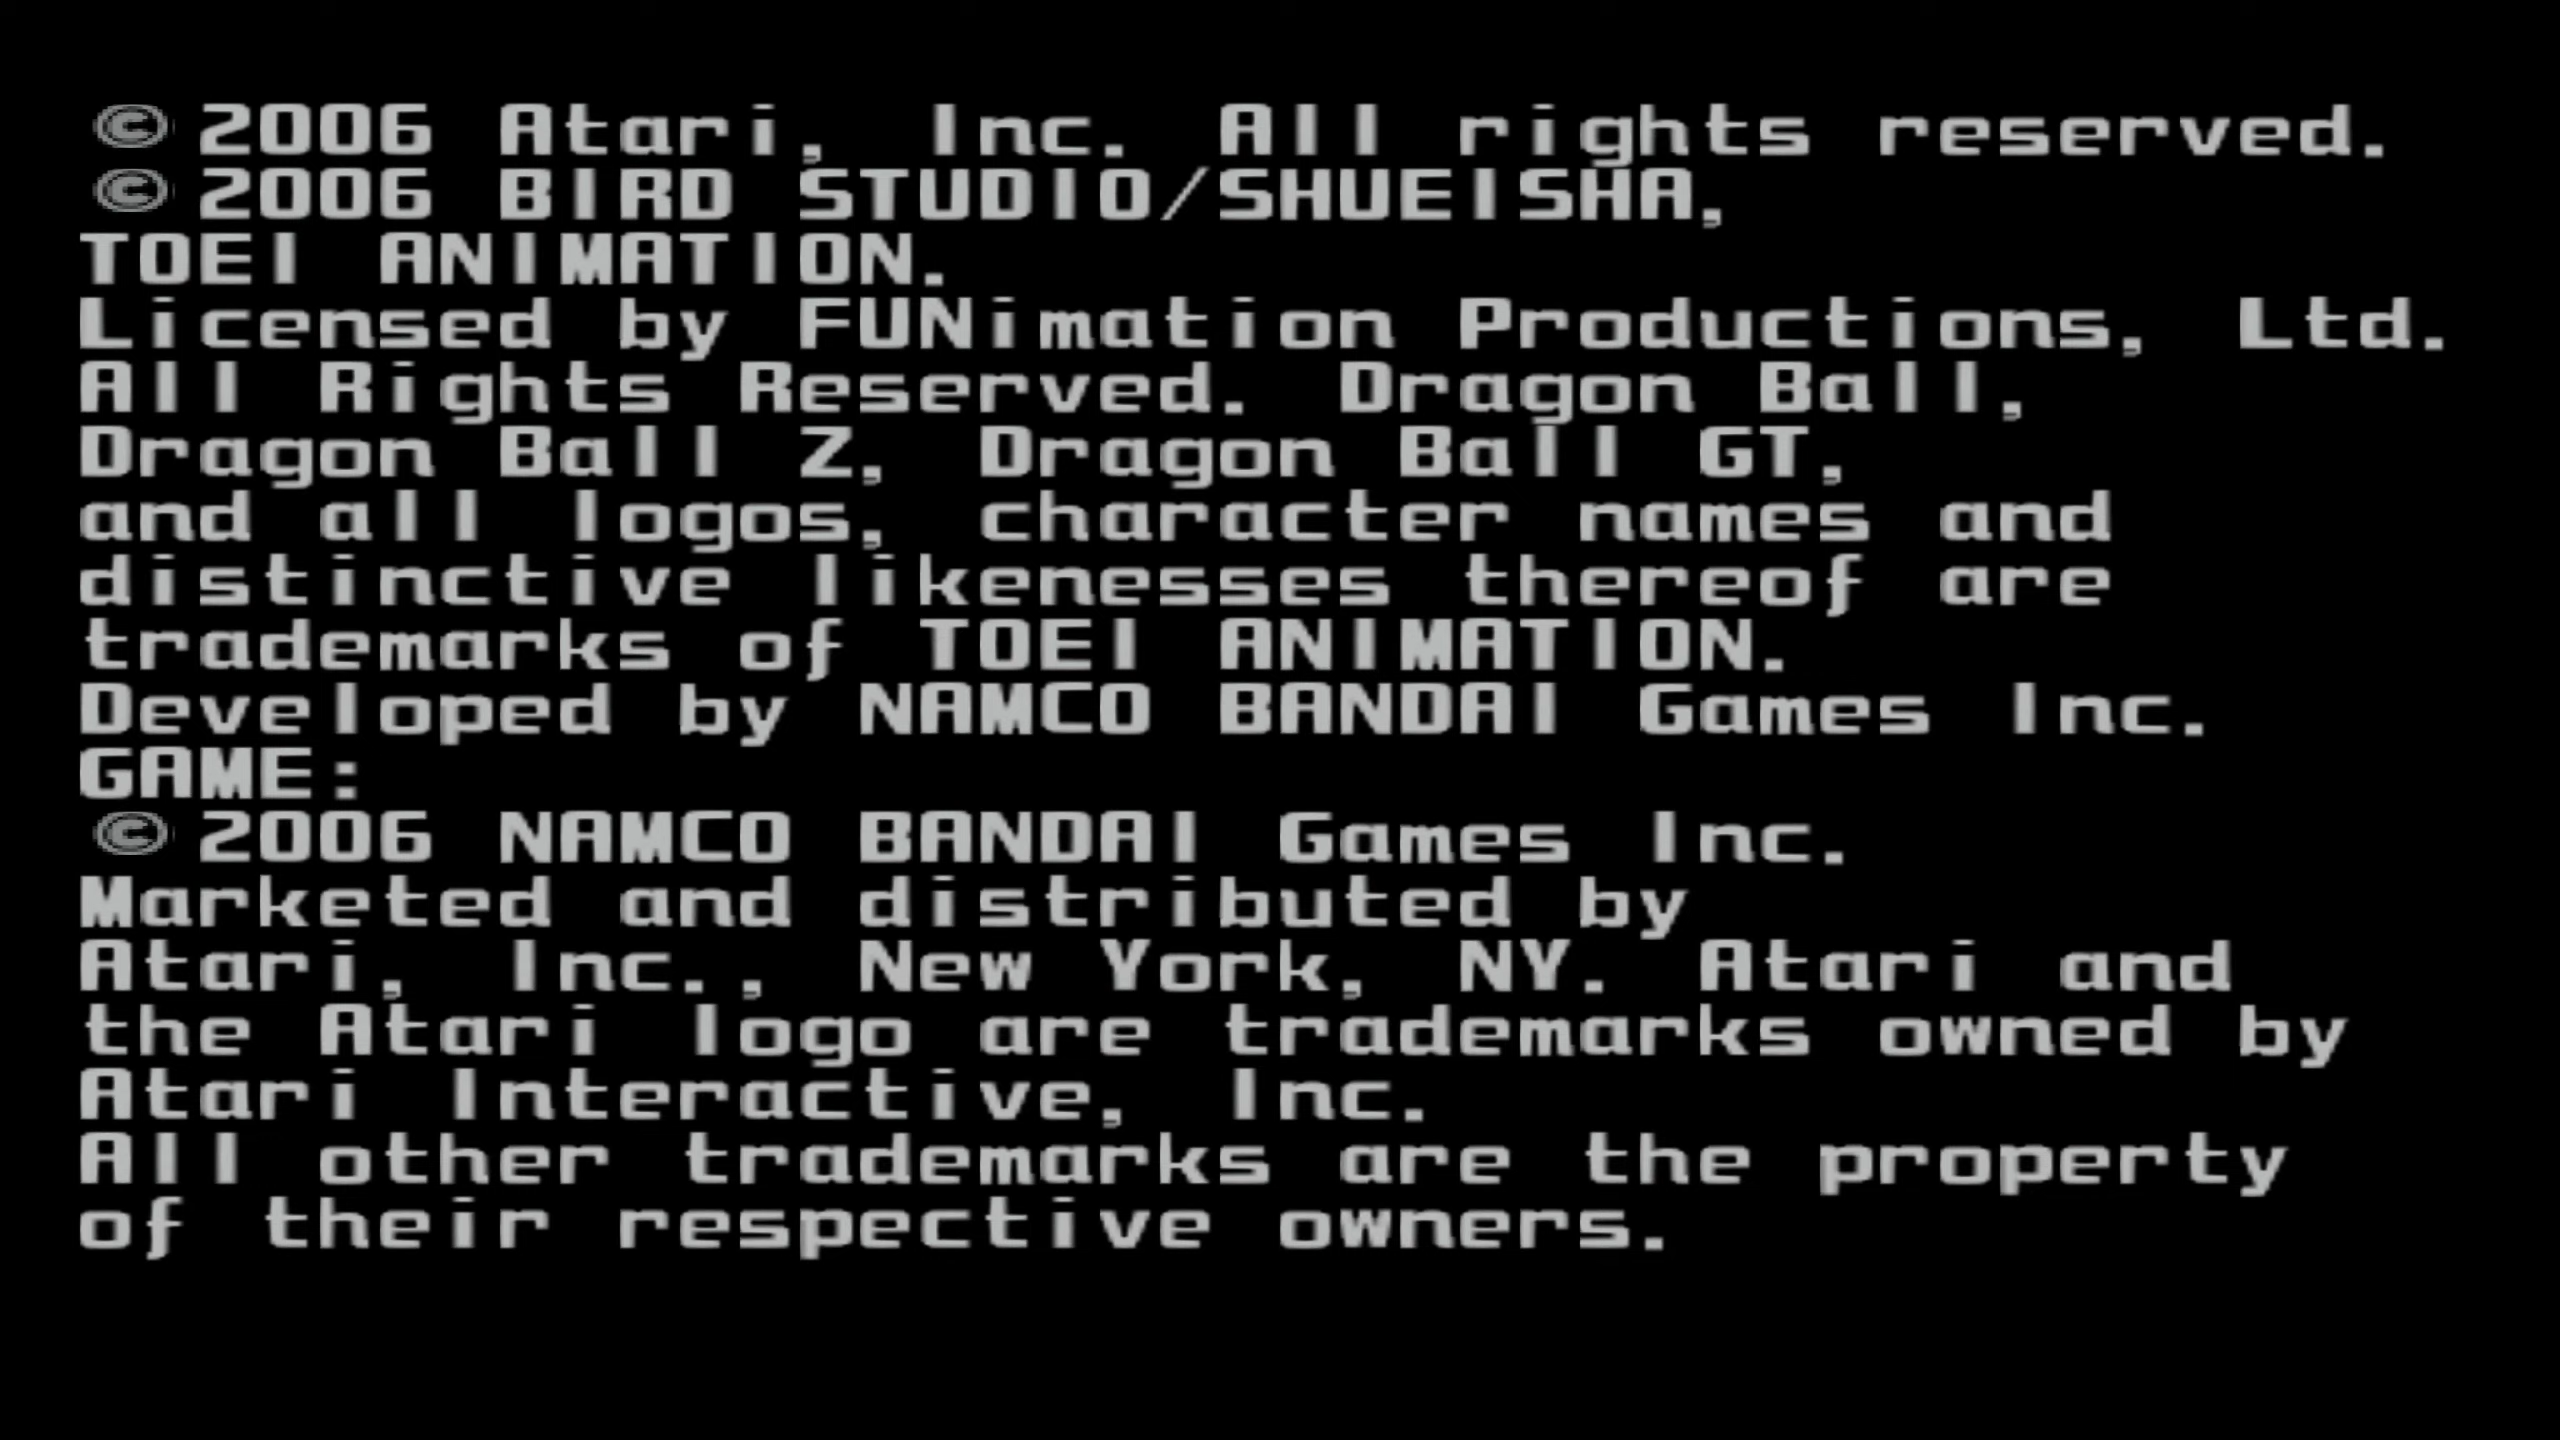 ©2006 Atari, Inc. All rights reserved.
©2006 BIRD STUDIO/SHUEISHA,
TOEI ANIMATION.
Licensed by FUNimation Productions, Ltd.
All Rights Reserved. Dragon Ball,
Dragon Ball Z, Dragon Ball GT,
and all logos, character names and
distinctive likenesses thereof are
trademarks of TOEI ANIMATION.
Developed by NAMCO BANDAI Games Inc.
GAME:
©2006 NAMCO BANDAI Games Inc.
Marketed and distributed by
Atari, Inc., New York, NY. Atari and
the Atari logo are trademarks owned by
Atari Interactive, Inc.
All other trademarks are the property
of their respective owners.